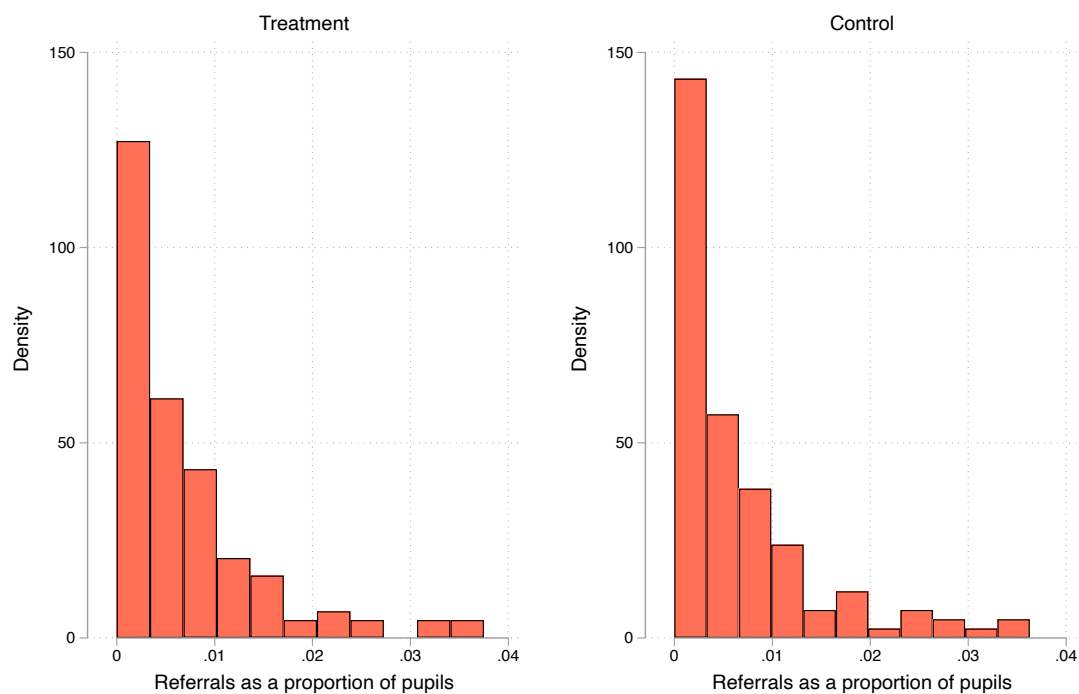 Treatment
150
100
50
0
Density
0 .01 .02 .03 .04
Referrals as a proportion of pupils
Control
150
100
50
0
Density
0 .01 .02 .03 .04
Referrals as a proportion of pupils